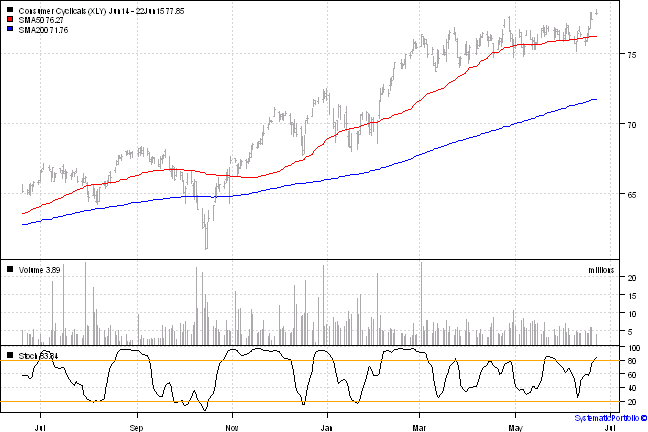 Consumer Cyclicals (XLY) Jun14 - 22Jun15 77.85
SMA50 76.27
SMA200 71.76
75
70
65
Volume 3.89
millions
20
15
10
5
Stoch 83.84
100
80
60
40
20
Jul
Sep
Nov
Jan
Mar
May
Jul
SystematicPortfolio ©